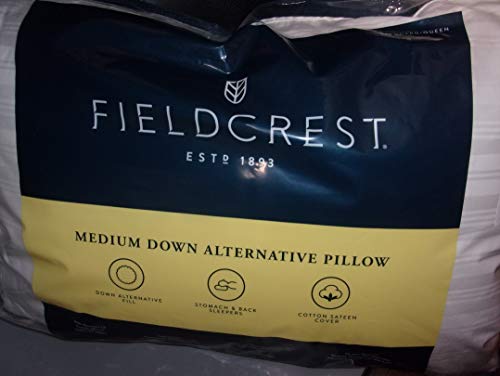 FIELDCREST
ESTD 1893
MEDIUM DOWN ALTERNATIVE PILLOW
DOWN ALTERNATIVE
FILL
STOMACH & BACK
SLEEPERS
COTTON SATEEN
COVER